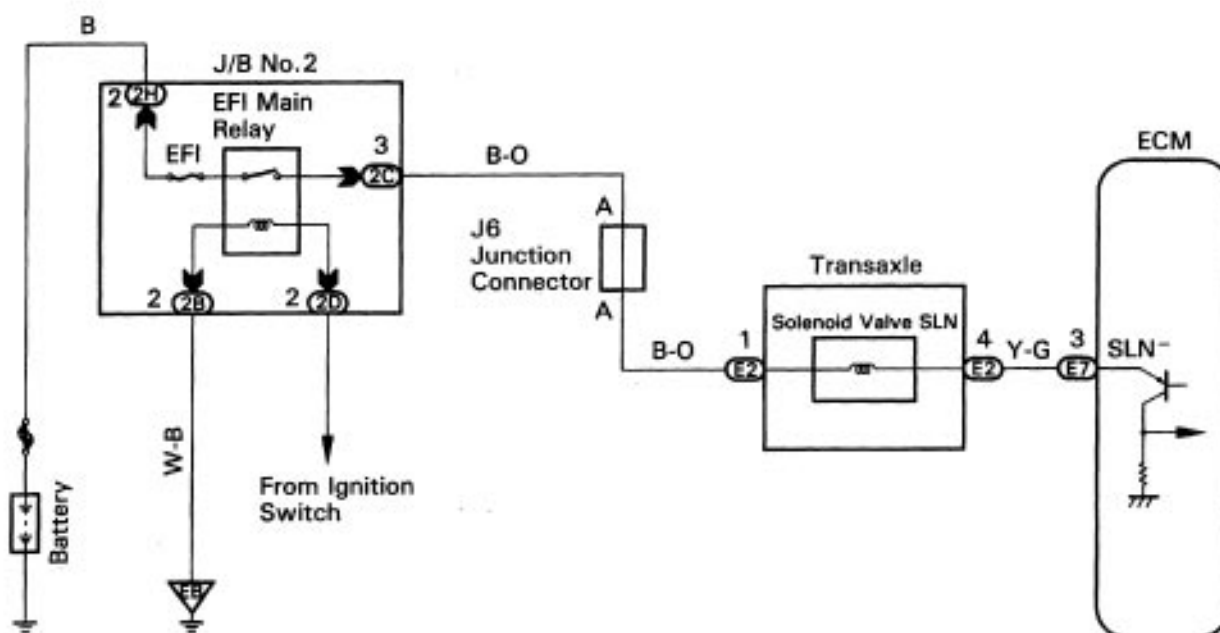 B
J/B No.2
2
2H
EFI Main
Relay
EFI
3
2C
B-O
ECM
A
J6
Junction
Connector
A
Transaxle
Solenoid Valve SLN
2
2B
2
2D
B-O
1
E2
4
E2
Y-G
3
E7
SLN-
W-B
From Ignition
Switch
Battery
EB